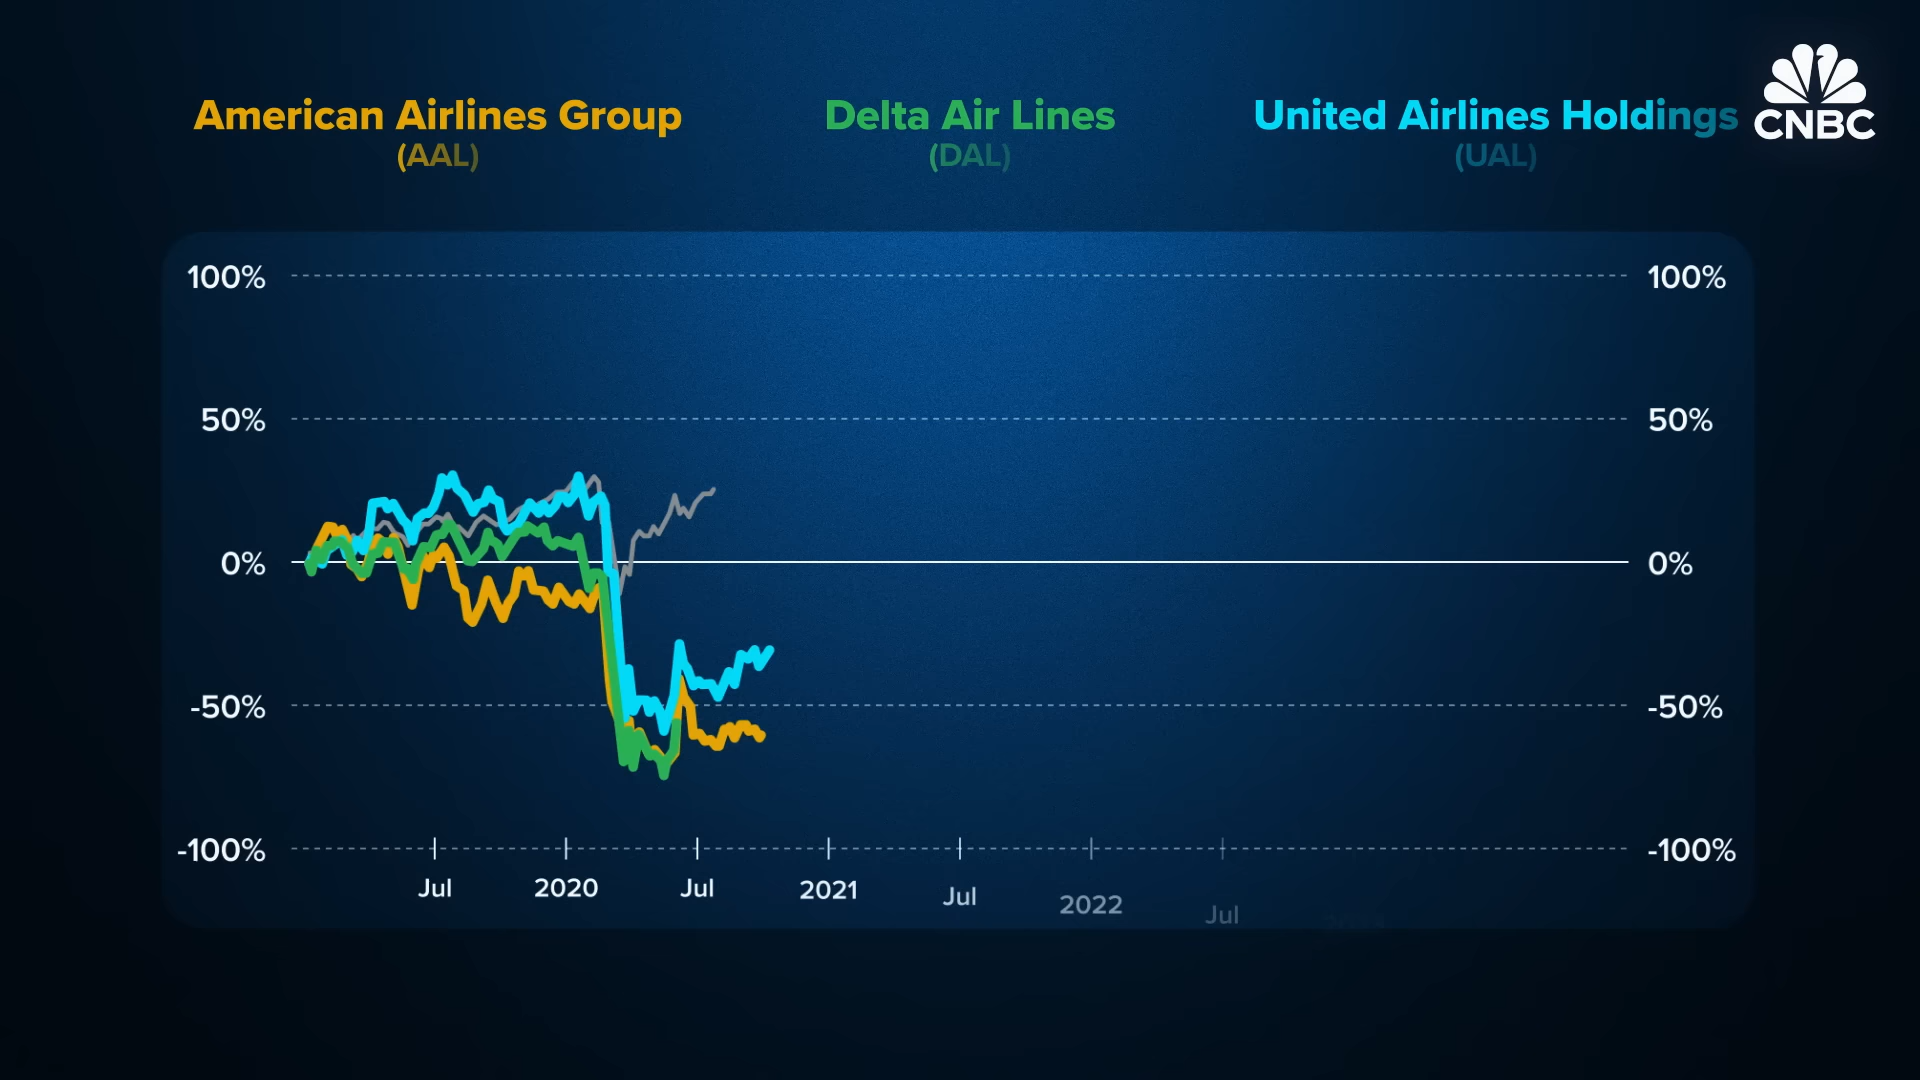 American Airlines Group
(AAL)
Delta Air Lines
(DAL)
United Airlines Holdings
(UAL)
CNBC
100%
100%
50%
50%
0%
0%
-50%
-50%
-100%
-100%
Jul
2020
Jul
2021
Jul
2022
Jul